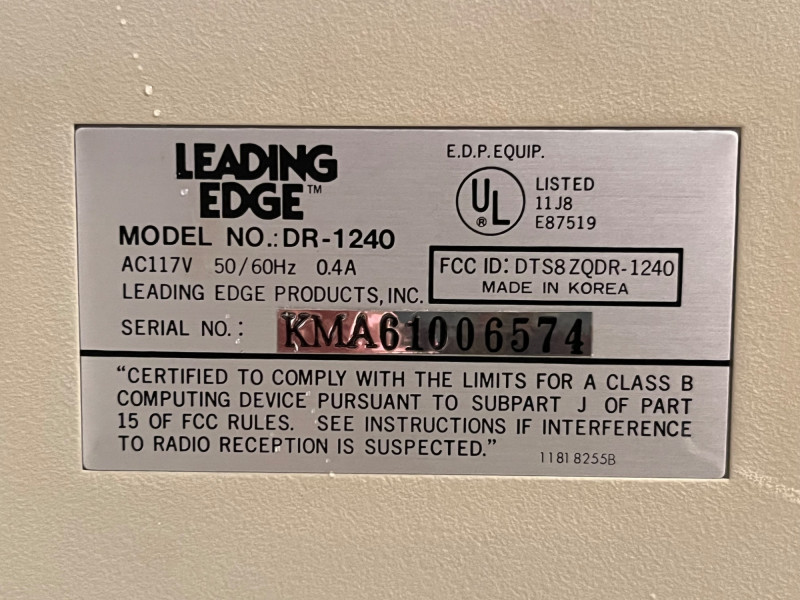 LEADING
EDGE™
MODEL NO.: DR-1240
AC117V 50/60Hz 0.4A
LEADING EDGE PRODUCTS, INC.
E.D.P. EQUIP.
UL ®
LISTED
11J8
E87519
FCC ID: DTS8ZQDR-1240
MADE IN KOREA
SERIAL NO.: KMA61006574
“CERTIFIED TO COMPLY WITH THE LIMITS FOR A CLASS B
COMPUTING DEVICE PURSUANT TO SUBPART J OF PART
15 OF FCC RULES. SEE INSTRUCTIONS IF INTERFERENCE
TO RADIO RECEPTION IS SUSPECTED.”
11818255B